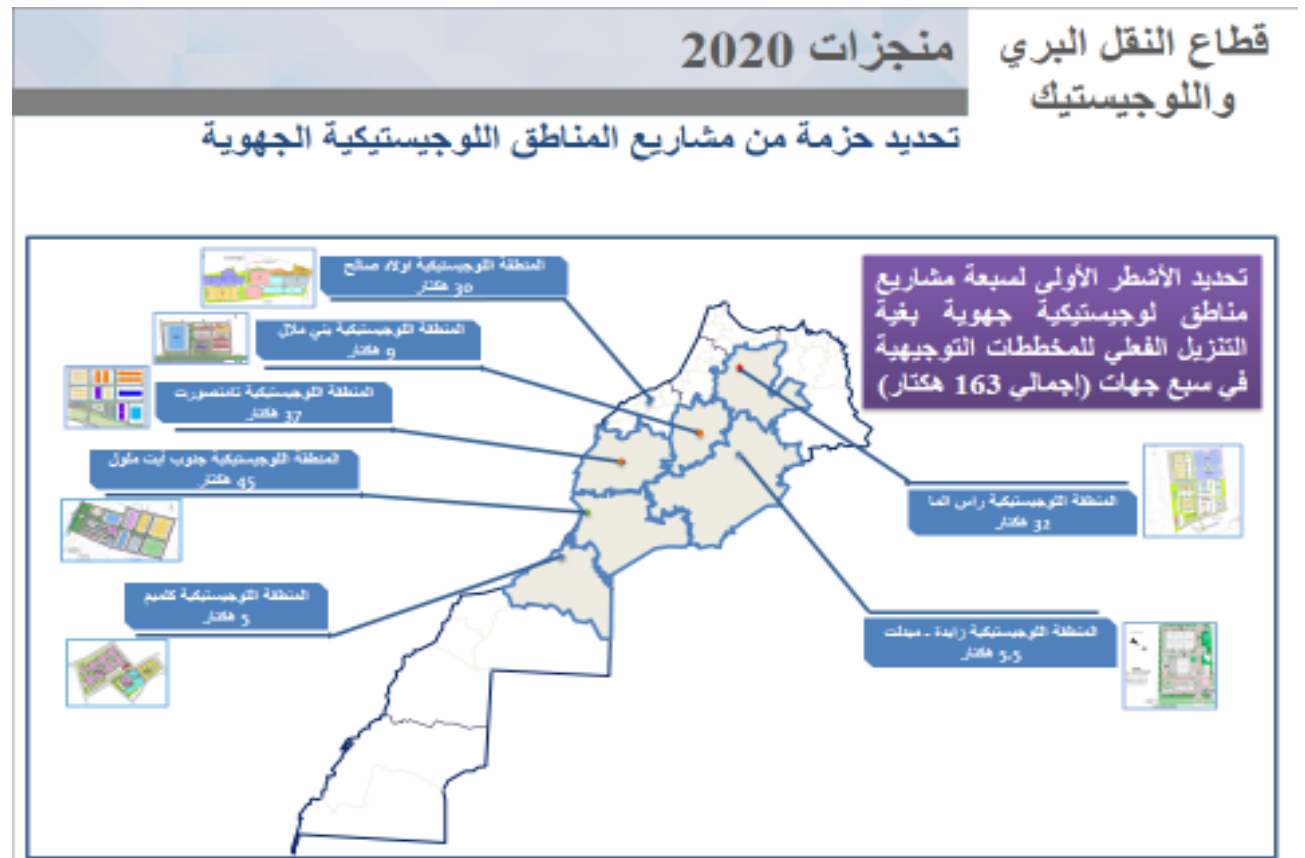 قطاع النقل البري
واللوجيستيك
منجزات 2020
تحديد حزمة من مشاريع المناطق اللوجيستيكية الجهوية
تحديد الأشطر الأولى لسبعة مشاريع
مناطق لوجيستيكية جهوية بغية
التنزيل الفعلي للمخططات التوجيهية
في سبع جهات (إجمالي 163 هكتار)
المنطقة اللوجيستيكية اولاد صالح
30 هكتار
المنطقة اللوجيستيكية بني ملال
9 هكتار
المنطقة اللوجيستيكية تامنصورت
37 هكتار
المنطقة اللوجيستيكية جنوب أيت ملول
45 هكتار
المنطقة اللوجيستيكية كلميم
5 هكتار
المنطقة اللوجيستيكية راس الما
32 هكتار
المنطقة اللوجيستيكية زايدة - ميدلت
5.5 هكتار